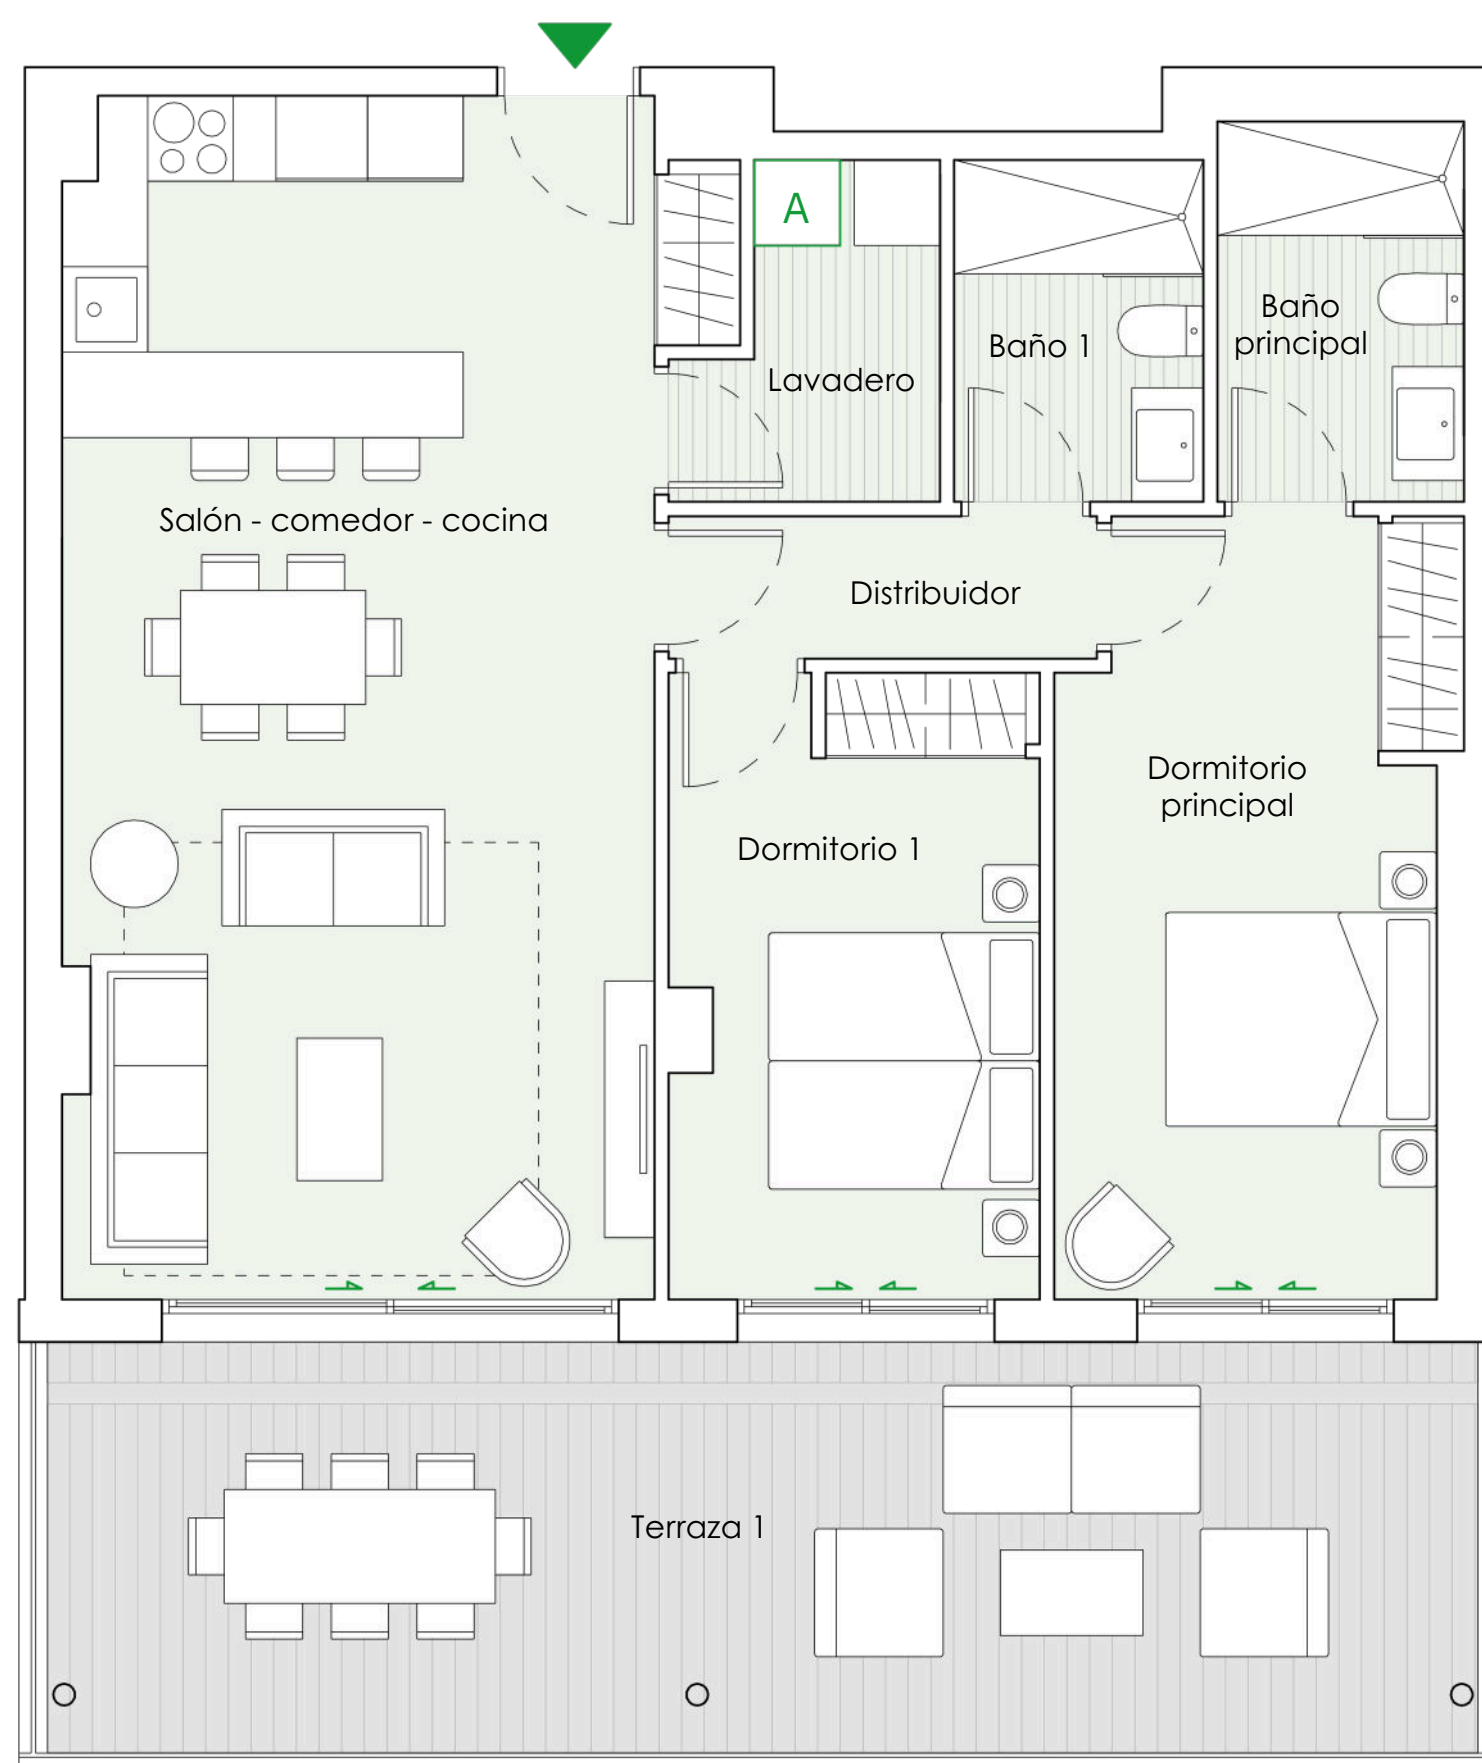 A
Baño
principal
Baño 1
Lavadero
Salón - comedor - cocina
Distribuidor
Dormitorio
principal
Dormitorio 1
Terraza 1